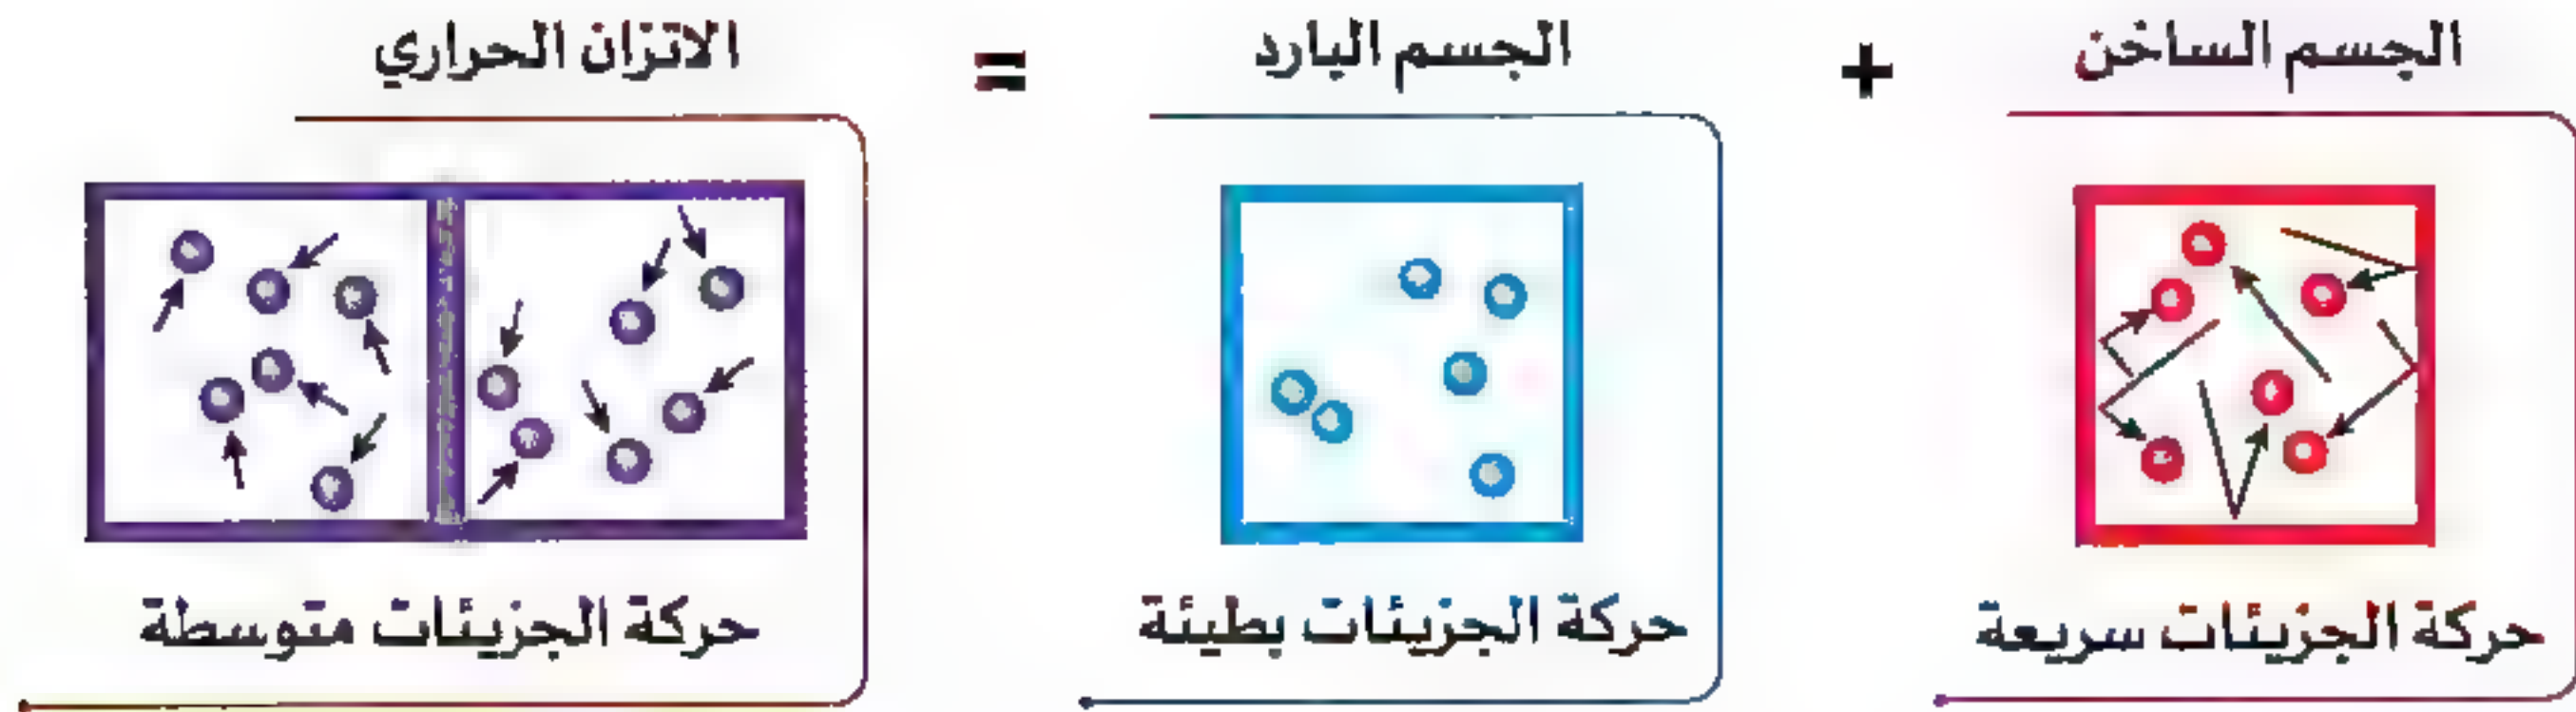 الجسم الساخن + الجسم البارد = الاتزان الحراري
حركة الجزيئات سريعة
حركة الجزيئات بطيئة
حركة الجزيئات متوسطة